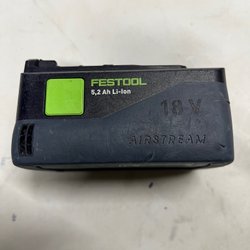 FESTOOL
5,2 Ah Li-Ion
18 V
AIRSTREAM